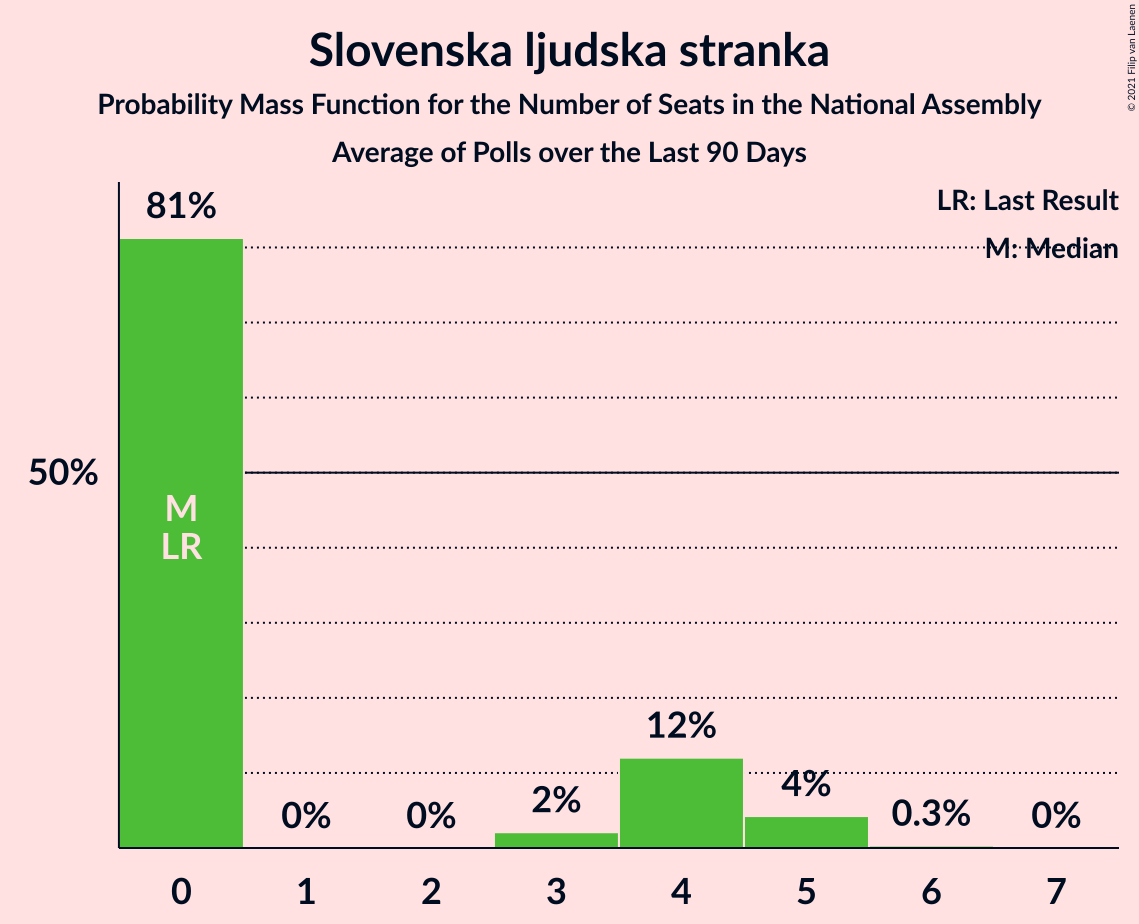 Slovenska ljudska stranka
Probability Mass Function for the Number of Seats in the National Assembly
Average of Polls over the Last 90 Days
© 2021 Filip van Laenen
LR: Last Result
M: Median
81%
50%
M
LR
0%
0%
2%
12%
4%
0.3%
0%
0 1 2 3 4 5 6 7